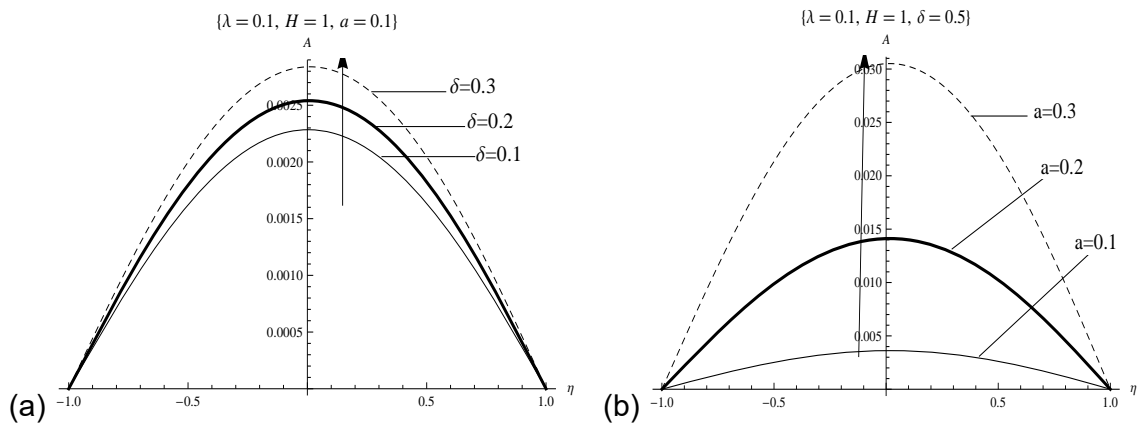 {λ = 0.1, H = 1, a = 0.1}
A
δ=0.3
0.0025
δ=0.2
δ=0.1
0.0020
0.0015
0.0010
0.0005
(a)
-1.0 -0.5 0.5 1.0 η
{λ = 0.1, H = 1, δ = 0.5}
A
0.030
a=0.3
0.025
0.020
a=0.2
0.015
a=0.1
0.010
0.005
(b)
-1.0 -0.5 0.5 1.0 η